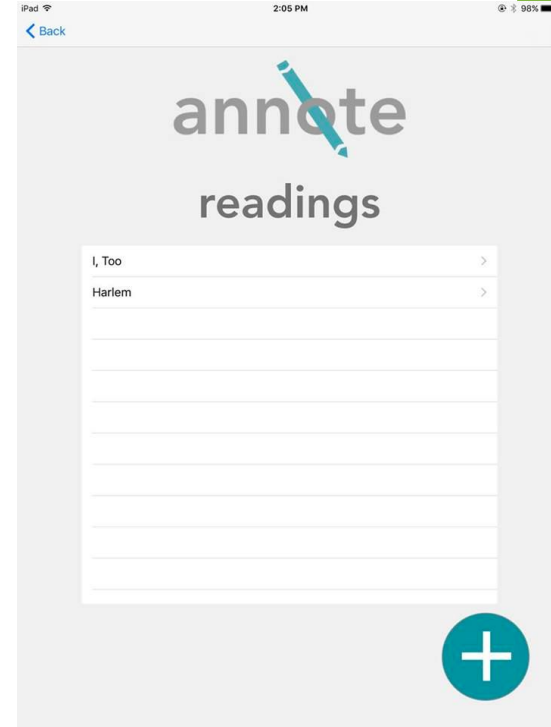 iPad 2:05 PM 98%
Back
annote
readings
I, Too
Harlem